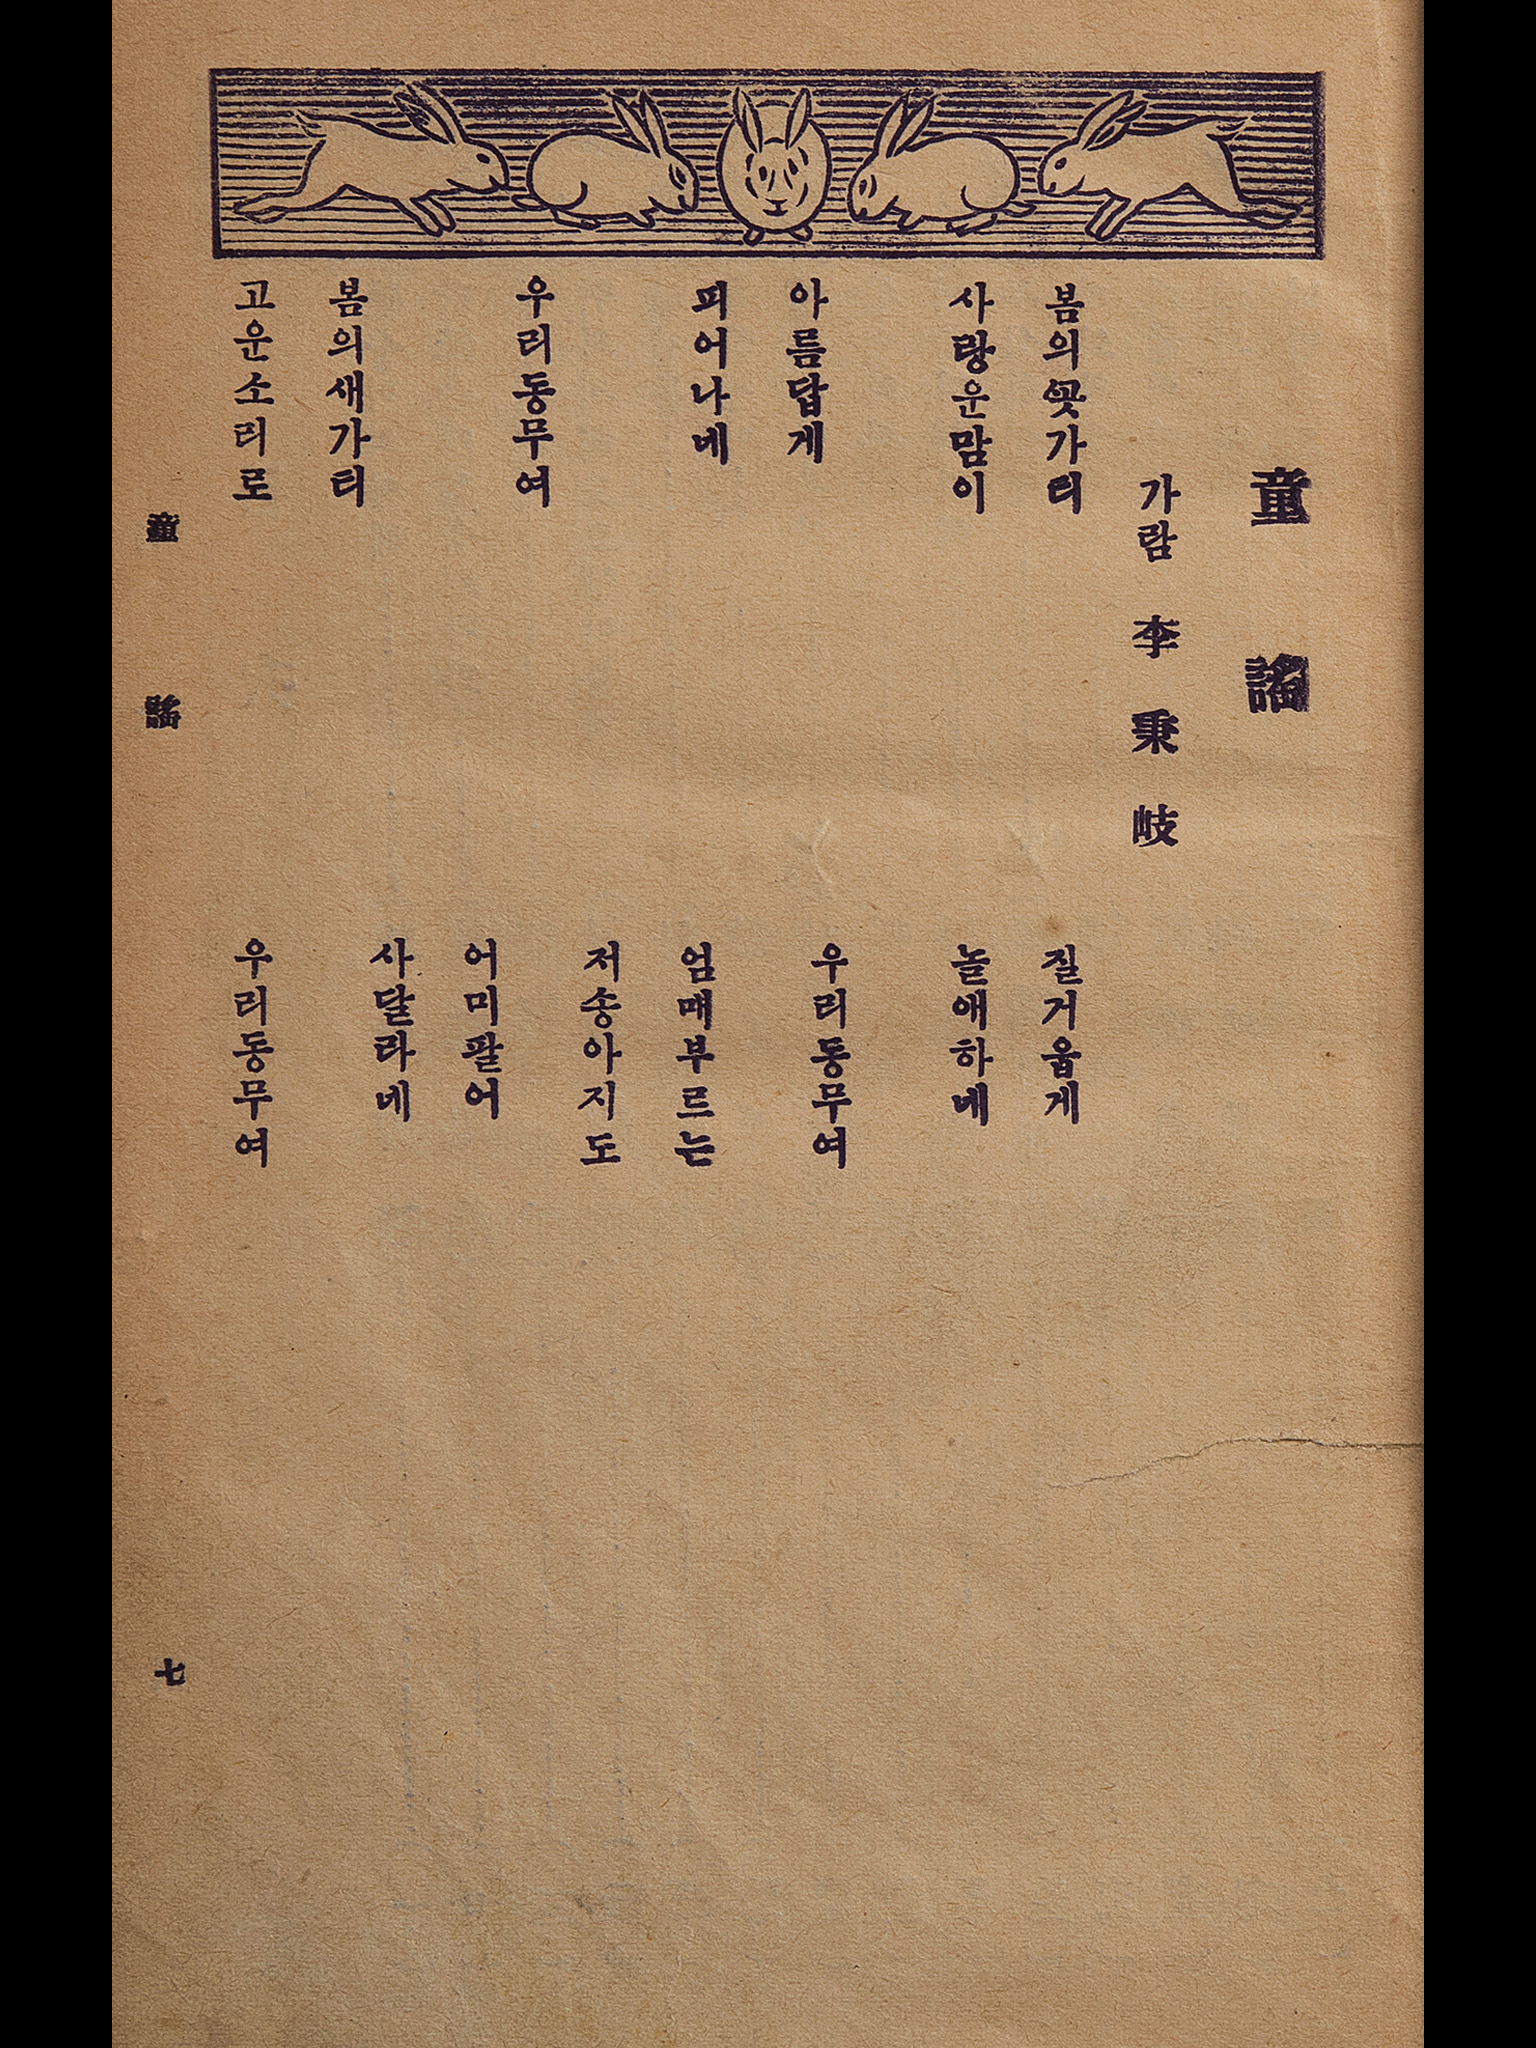 童謠
가람 李秉岐
봄의꼿가티
사랑운맘이
아름답게
피어나네
우리동무여
봄의새가티
고운소리로
질거웁게
놀애하네
우리동무여
엄매부르는
저송아지도
어미팔어
사달라네
우리동무여
童謠
七